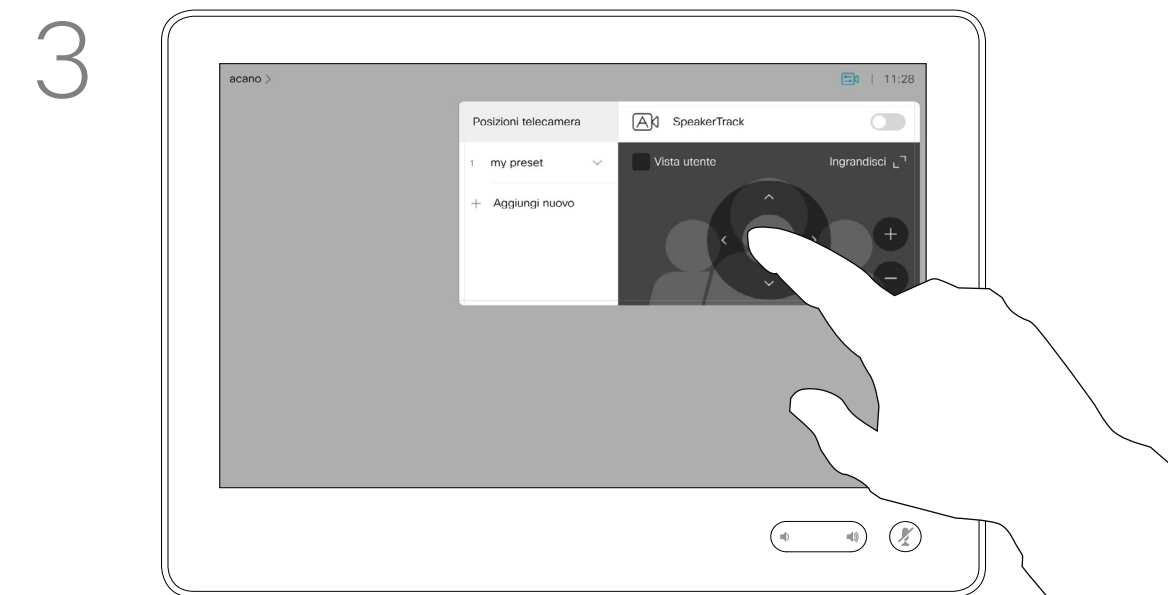 3
acano >
11:28
Posizioni telecamera
SpeakerTrack
1 my preset
Vista utente
Ingrandisci
+ Aggiungi nuovo